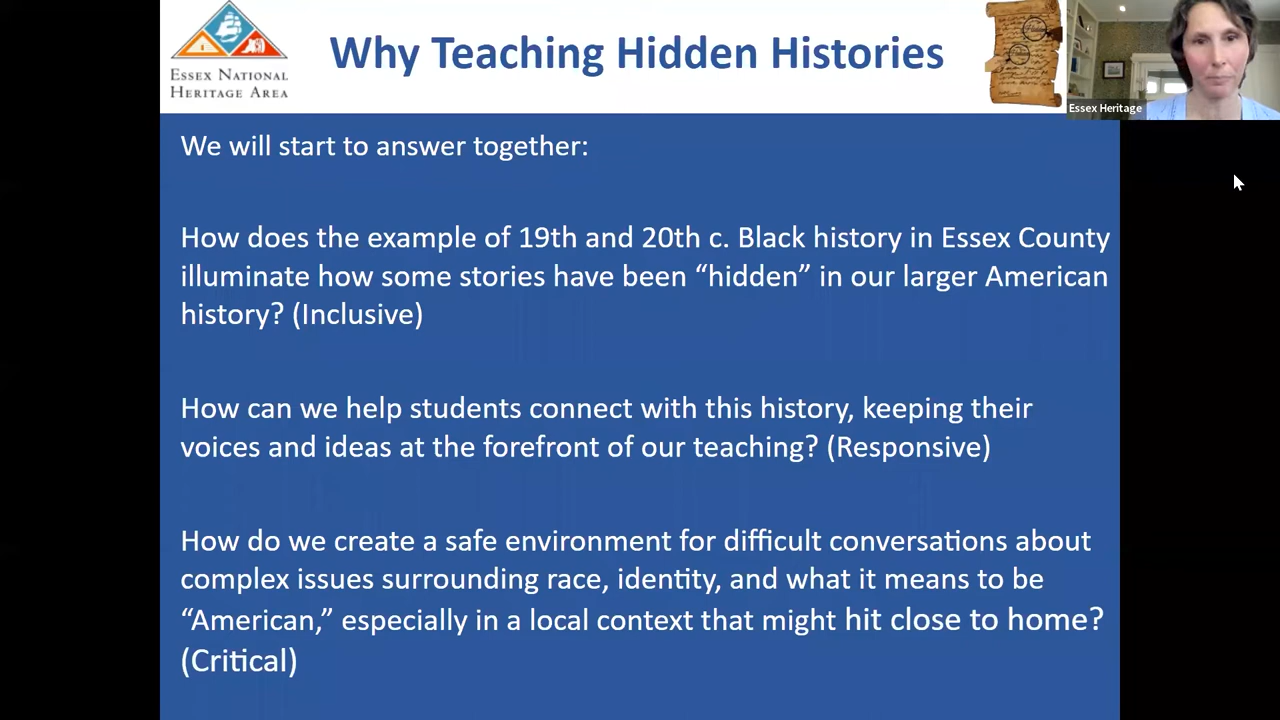 ESSEX NATIONAL
HERITAGE AREA
Why Teaching Hidden Histories
Essex Heritage
We will start to answer together:
How does the example of 19th and 20th c. Black history in Essex County
illuminate how some stories have been “hidden” in our larger American
history? (Inclusive)
How can we help students connect with this history, keeping their
voices and ideas at the forefront of our teaching? (Responsive)
How do we create a safe environment for difficult conversations about
complex issues surrounding race, identity, and what it means to be
“American,” especially in a local context that might hit close to home?
(Critical)